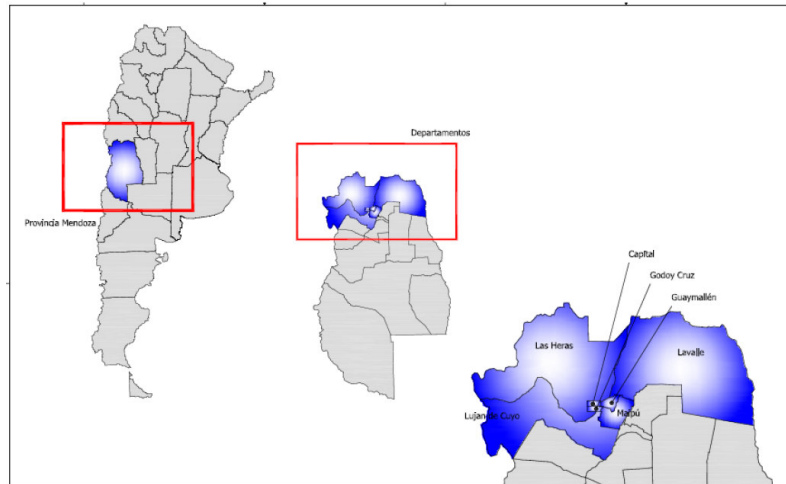 Departamentos
Provincia Mendoza
Capital
Godoy Cruz
Guaymallén
Las Heras
Lavalle
Lujan de Cuyo
Maipú